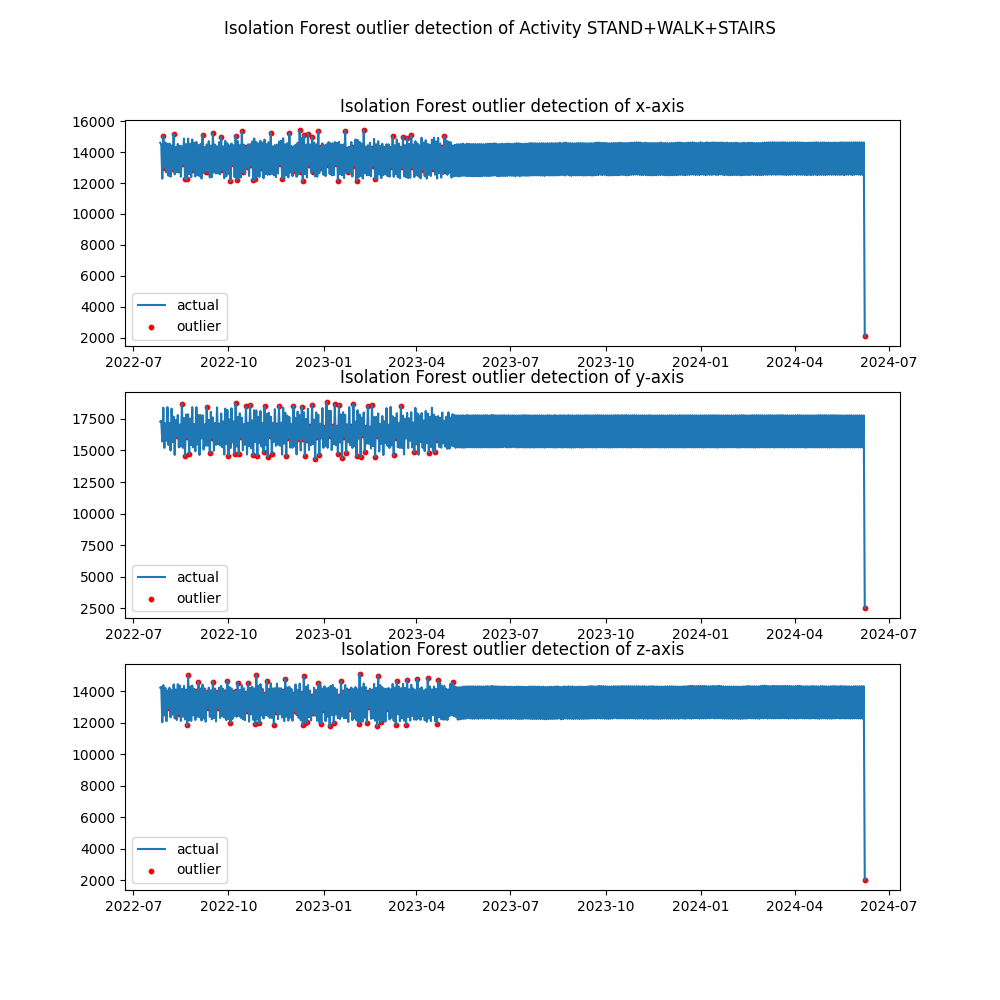 Isolation Forest outlier detection of Activity STAND+WALK+STAIRS
Isolation Forest outlier detection of x-axis
16000
14000
12000
10000
8000
6000
4000
2000
actual
outlier
2022-07 2022-10 2023-01 2023-04 2023-07 2023-10 2024-01 2024-04 2024-07
Isolation Forest outlier detection of y-axis
17500
15000
12500
10000
7500
5000
2500
actual
outlier
2022-07 2022-10 2023-01 2023-04 2023-07 2023-10 2024-01 2024-04 2024-07
Isolation Forest outlier detection of z-axis
14000
12000
10000
8000
6000
4000
2000
actual
outlier
2022-07 2022-10 2023-01 2023-04 2023-07 2023-10 2024-01 2024-04 2024-07